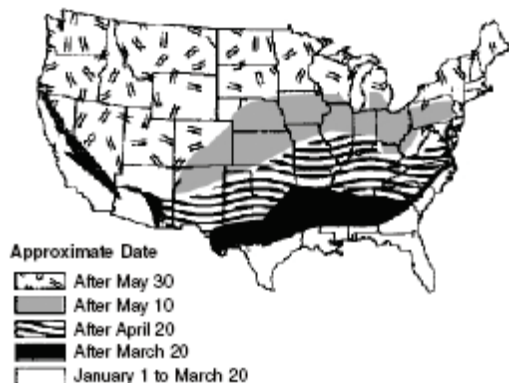 Approximate Date
After May 30
After May 10
After April 20
After March 20
January 1 to March 20